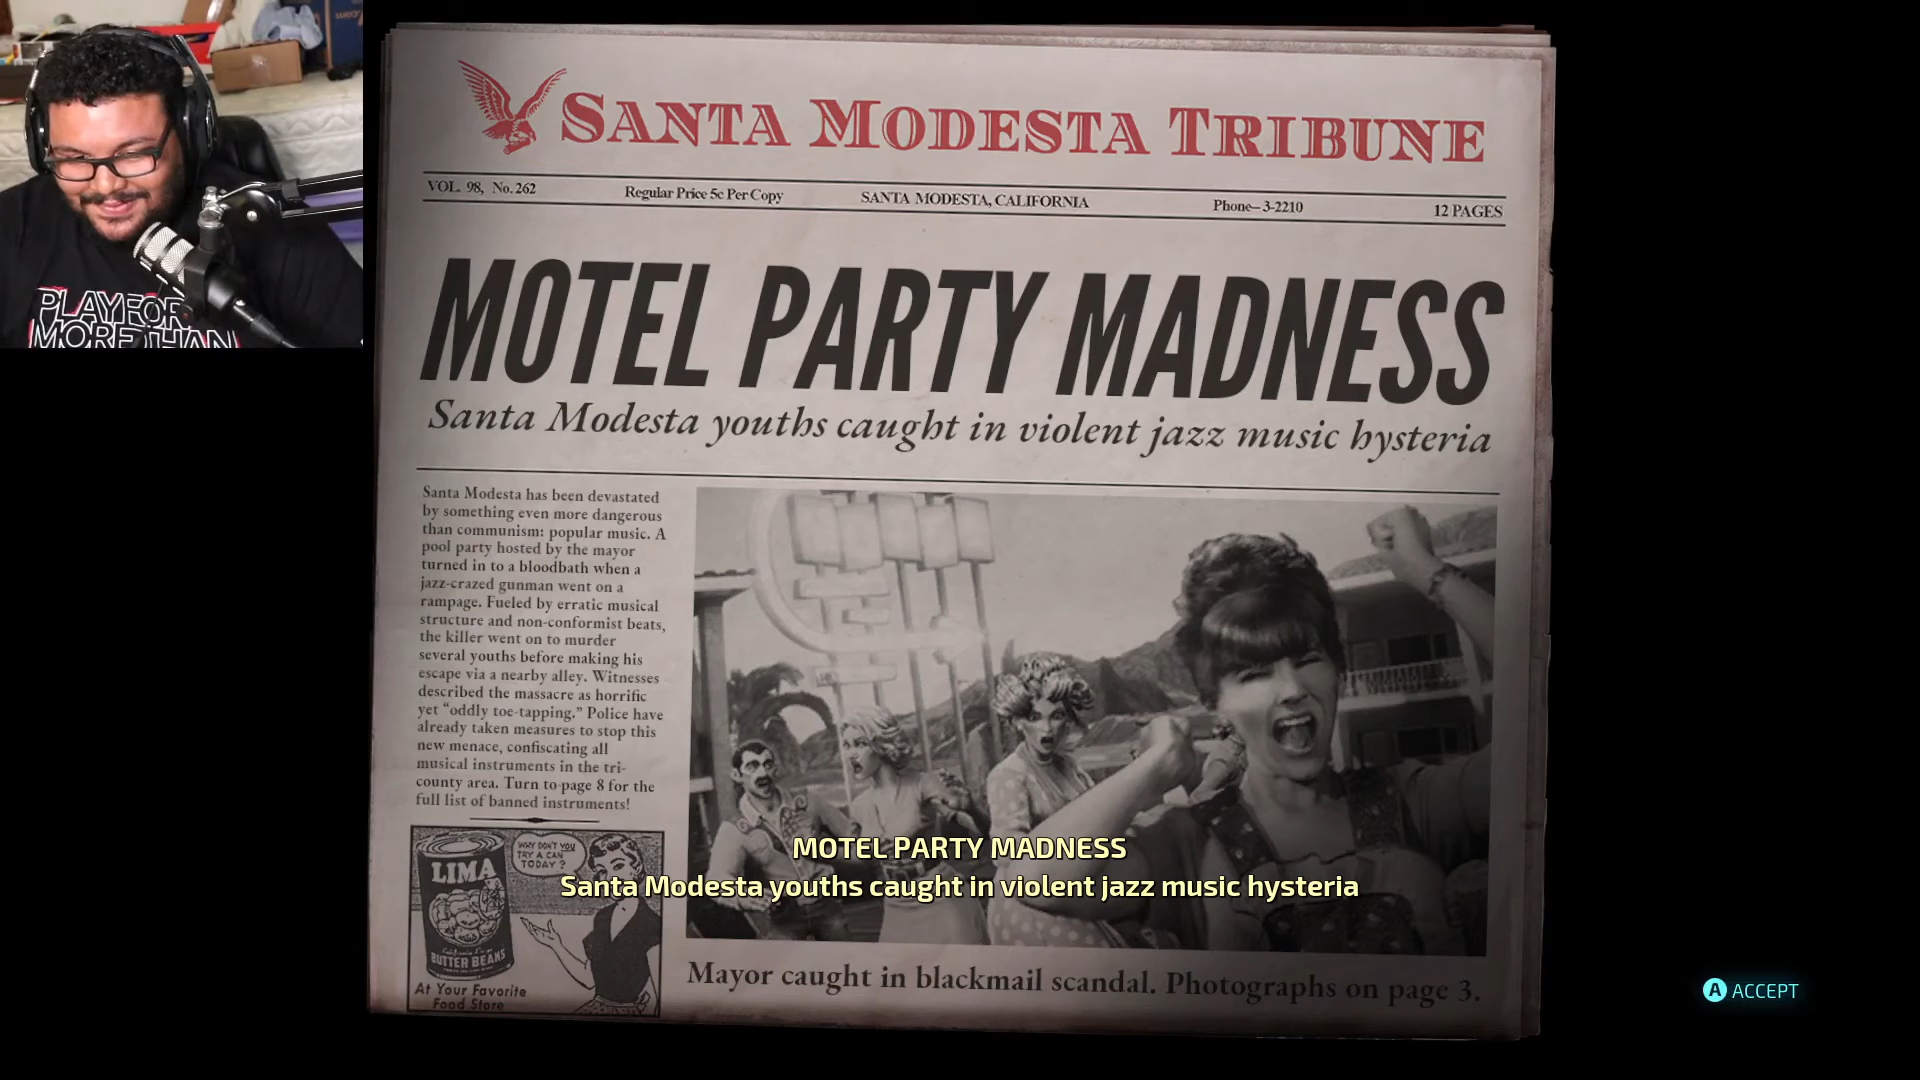 PLAY FOR
MORE THAN
SANTA MODESTA TRIBUNE
VOL. 98, No. 262 Regular Price 5c Per Copy SANTA MODESTA, CALIFORNIA Phone– 3-2210 12 PAGES
MOTEL PARTY MADNESS
Santa Modesta youths caught in violent jazz music hysteria
Santa Modesta has been devastated
by something even more dangerous
than communism: popular music. A
pool party hosted by the mayor
turned in to a bloodbath when a
jazz-crazed gunman went on a
rampage. Fueled by erratic musical
structure and non-conformist beats,
the killer went on to murder
several youths before making his
escape via a nearby alley. Witnesses
described the massacre as horrific
yet “oddly toe-tapping.” Police have
already taken measures to stop this
new menace, confiscating all
musical instruments in the tri-
county area. Turn to page 8 for the
full list of banned instruments!
WHY DON'T YOU
TRY A CAN
TODAY?
LIMA
BUTTER BEANS
At Your Favorite
Food Store
MOTEL PARTY MADNESS
Santa Modesta youths caught in violent jazz music hysteria
Mayor caught in blackmail scandal. Photographs on page 3.
A ACCEPT